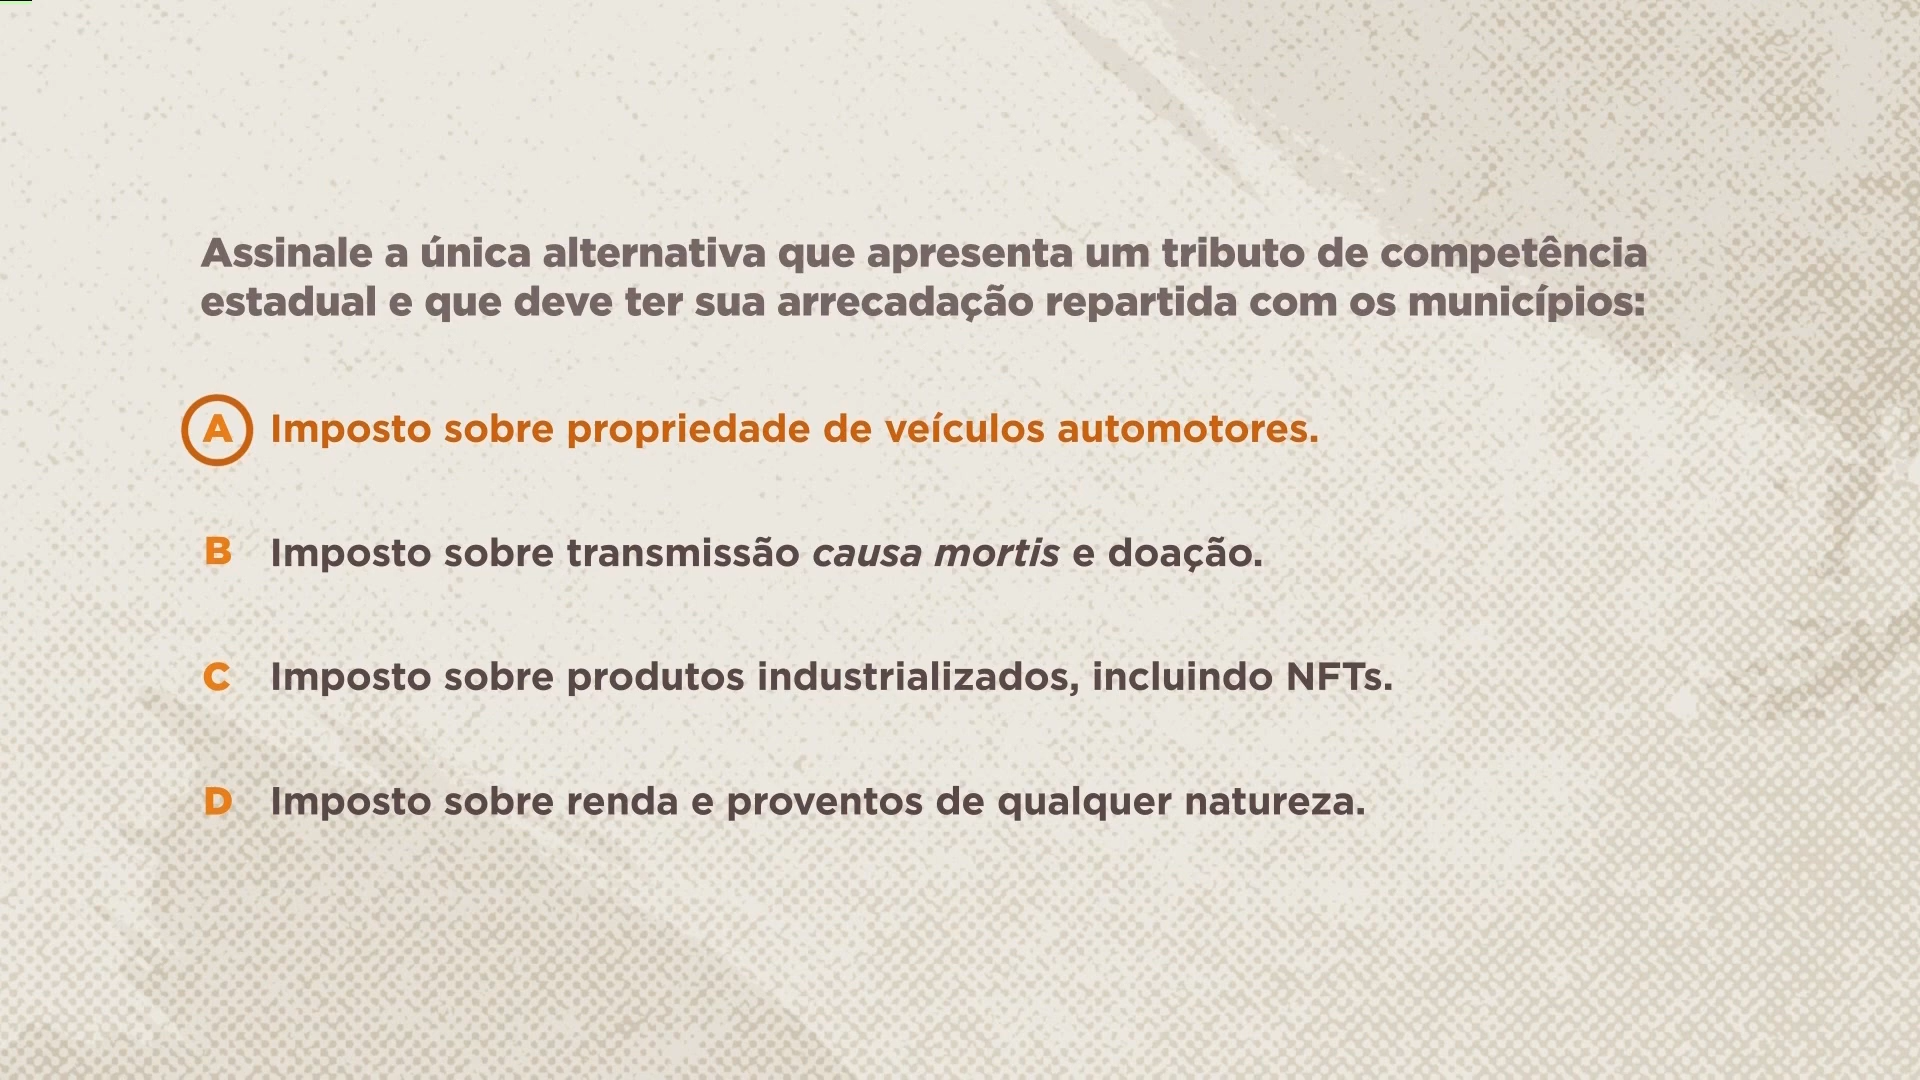 Assinale a única alternativa que apresenta um tributo de competência
estadual e que deve ter sua arrecadação repartida com os municípios:
A Imposto sobre propriedade de veículos automotores.
B Imposto sobre transmissão causa mortis e doação.
C Imposto sobre produtos industrializados, incluindo NFTs.
D Imposto sobre renda e proventos de qualquer natureza.